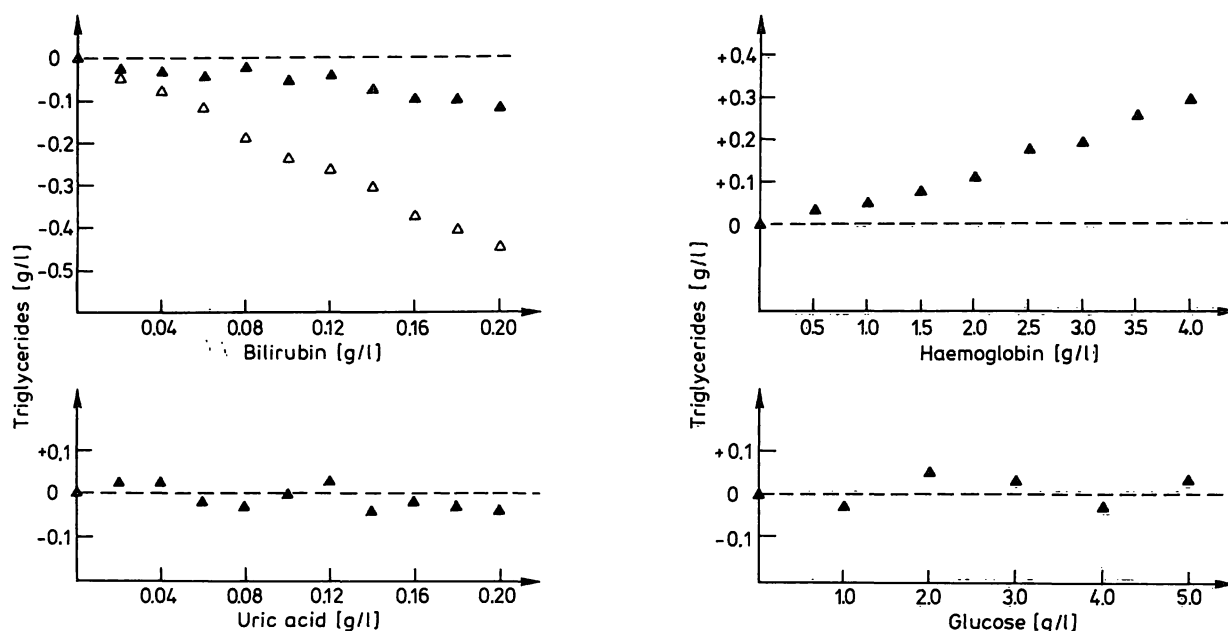 0
-0.1
-0.2
-0.3
-0.4
-0.5
0.04 0.08 0.12 0.16 0.20
Bilirubin [g/l]
+0.4
+0.3
+0.2
+0.1
0
0.5 1.0 1.5 2.0 2.5 3.0 3.5 4.0
Haemoglobin [g/l]
Triglycerides [g/l]
Triglycerides [g/l]
+0.1
0
-0.1
0.04 0.08 0.12 0.16 0.20
Uric acid [g/l]
+0.1
0
-0.1
1.0 2.0 3.0 4.0 5.0
Glucose [g/l]